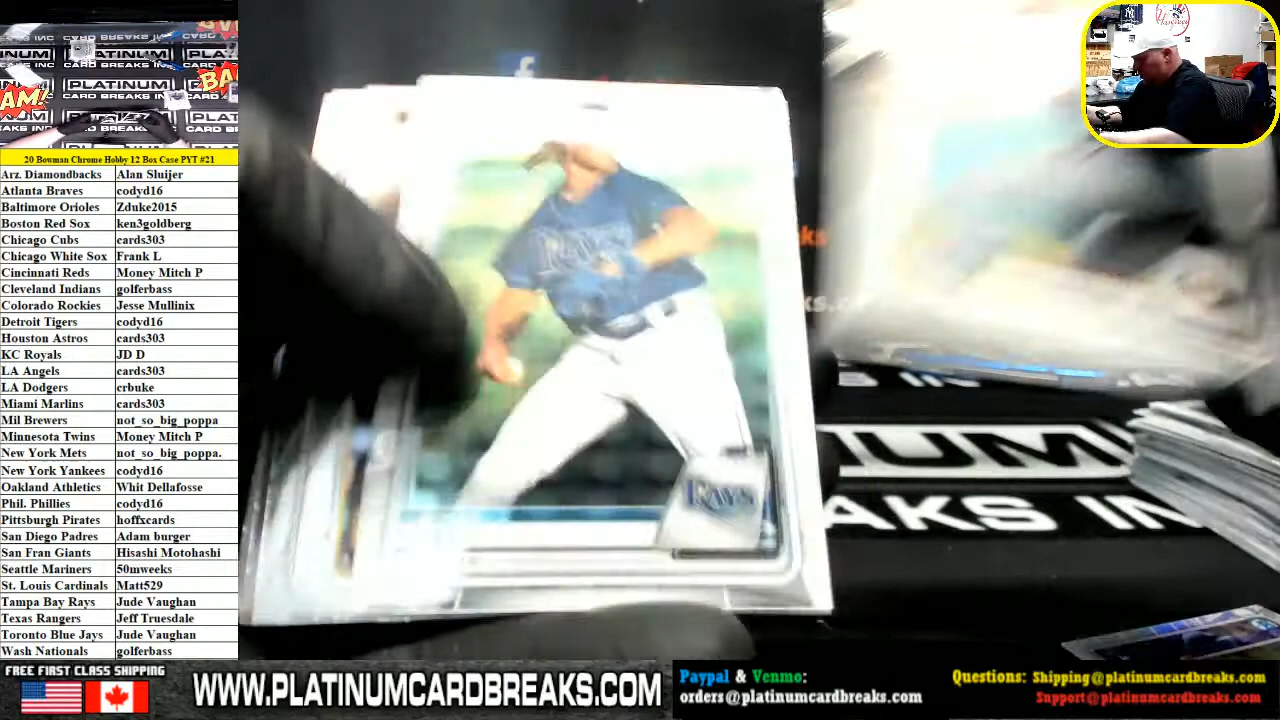 PLATINUM
CARD BREAKS INC
BAM!
20 Bowman Chrome Hobby 12 Box Case PYT #21
Arz. Diamondbacks Alan Sluijer
Atlanta Braves codyd16
Baltimore Orioles Zduke2015
Boston Red Sox ken3goldberg
Chicago Cubs cards303
Chicago White Sox Frank L
Cincinnati Reds Money Mitch P
Cleveland Indians golferbass
Colorado Rockies Jesse Mullinix
Detroit Tigers codyd16
Houston Astros cards303
KC Royals JD D
LA Angels cards303
LA Dodgers crbuke
Miami Marlins cards303
Mil Brewers not_so_big_poppa
Minnesota Twins Money Mitch P
New York Mets not_so_big_poppa.
New York Yankees codyd16
Oakland Athletics Whit Dellafosse
Phil. Phillies codyd16
Pittsburgh Pirates hoffxcards
San Diego Padres Adam burger
San Fran Giants Hisashi Motohashi
Seattle Mariners 50mweeks
St. Louis Cardinals Matt529
Tampa Bay Rays Jude Vaughan
Texas Rangers Jeff Truesdale
Toronto Blue Jays Jude Vaughan
Wash Nationals golferbass
RAYS
RAYS
NUM
AKS IN
FREE FIRST CLASS SHIPPING
WWW.PLATINUMCARDBREAKS.COM
Paypal & Venmo:
orders@platinumcardbreaks.com
Questions: Shipping@platinumcardbreaks.com
Support@platinumcardbreaks.com